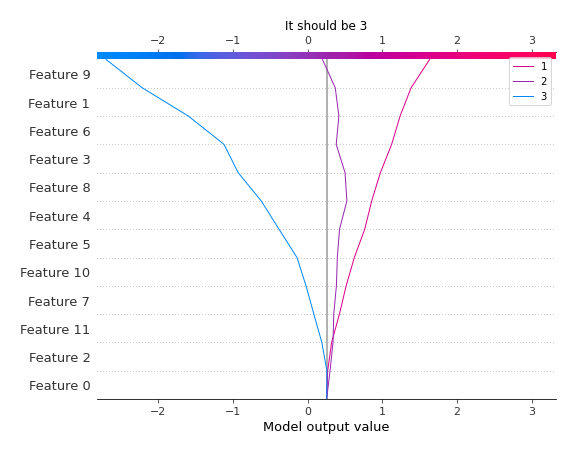 It should be 3
−2 −1 0 1 2 3
1
2
3
Feature 9
Feature 1
Feature 6
Feature 3
Feature 8
Feature 4
Feature 5
Feature 10
Feature 7
Feature 11
Feature 2
Feature 0
−2 −1 0 1 2 3
Model output value